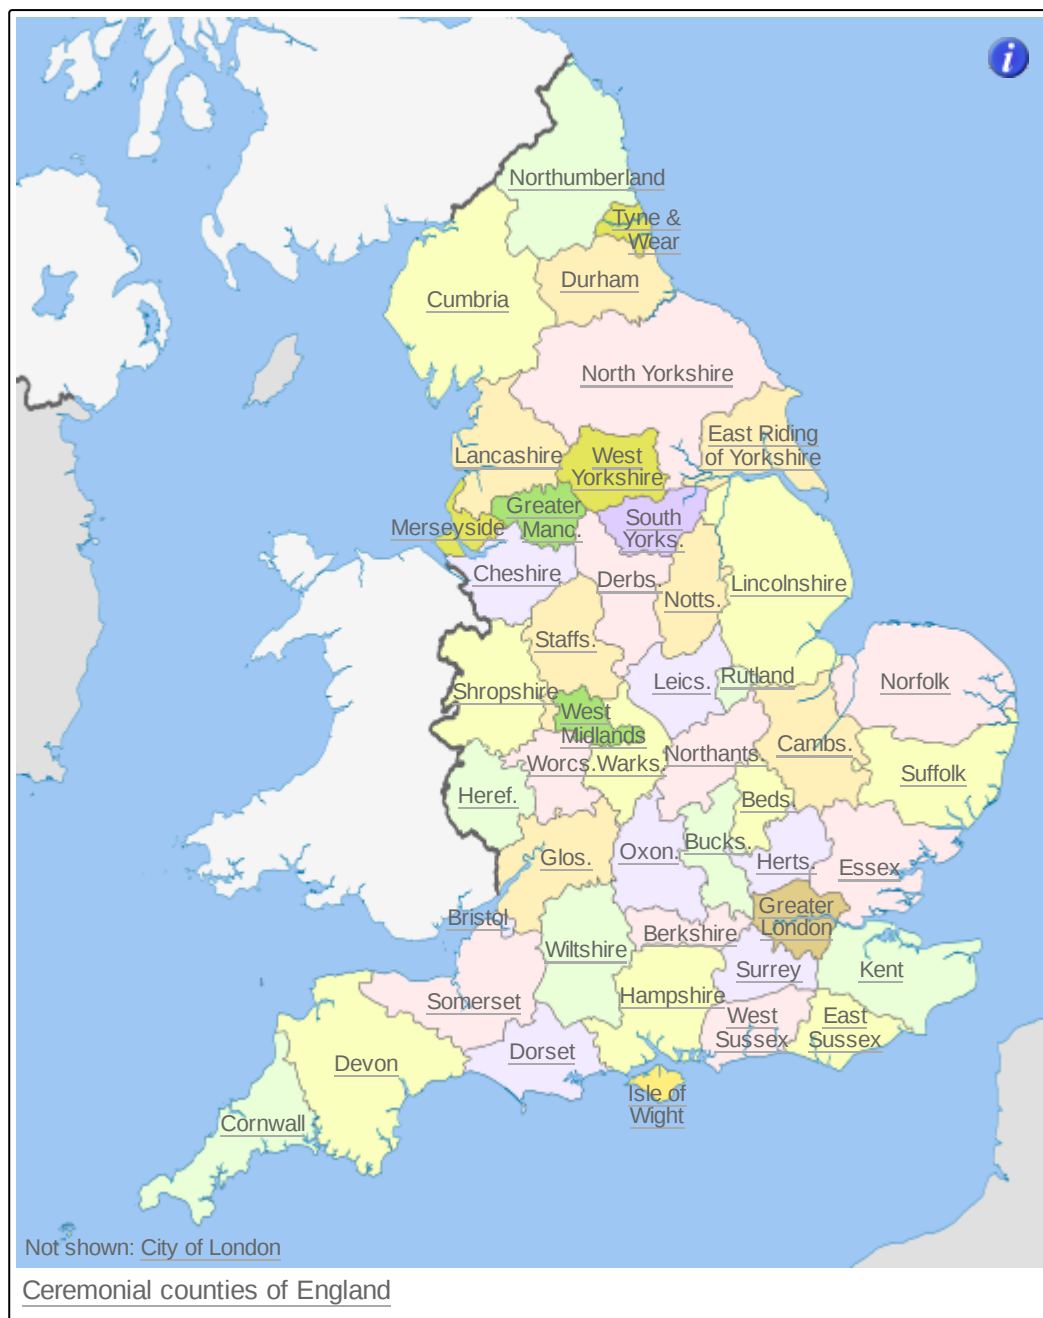 i
Northumberland
Tyne &
Wear
Durham
Cumbria
North Yorkshire
East Riding
of Yorkshire
Lancashire
West
Yorkshire
Greater
Manc.
South
Yorks.
Merseyside
Cheshire
Derbs.
Notts.
Lincolnshire
Staffs.
Leics.
Rutland
Norfolk
Shropshire
West
Midlands
Northants.
Cambs.
Worcs.
Warks.
Suffolk
Heref.
Beds.
Glos.
Oxon.
Bucks.
Herts.
Essex
Greater
London
Bristol
Berkshire
Wiltshire
Surrey
Kent
Somerset
Hampshire
West
Sussex
East
Sussex
Devon
Dorset
Isle of
Wight
Cornwall
Not shown: City of London
Ceremonial counties of England